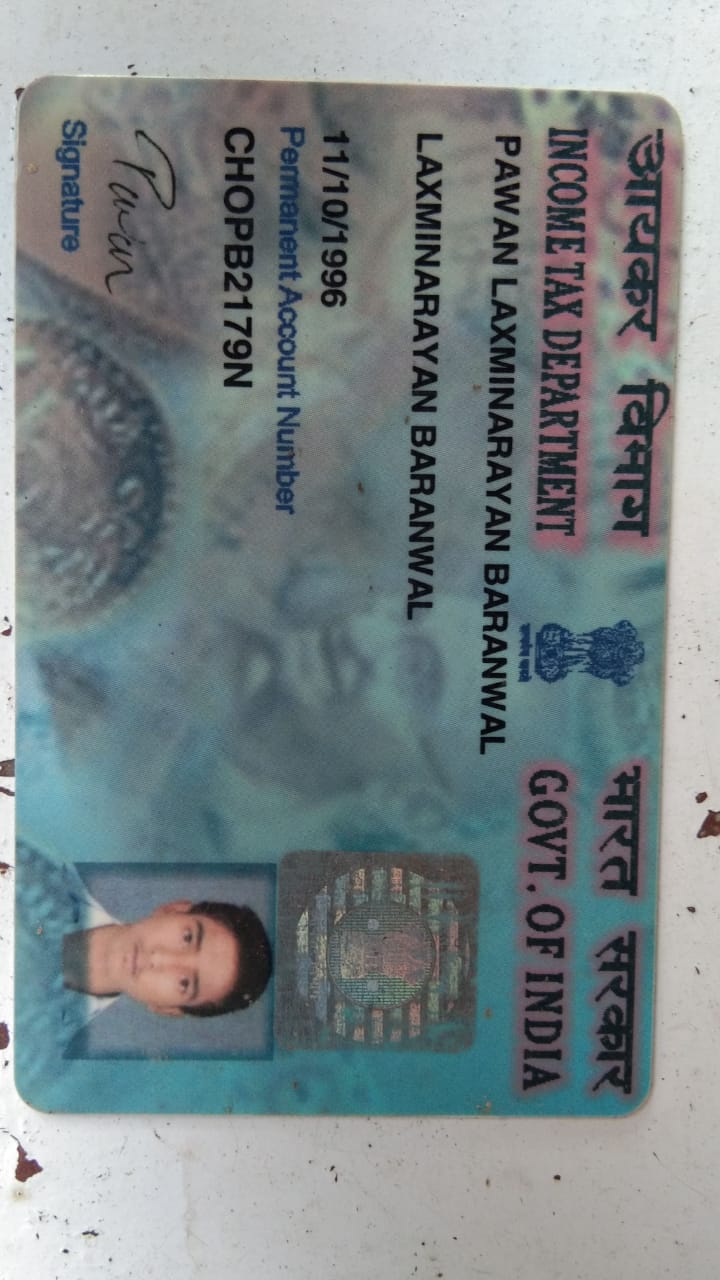 आयकर विभाग
INCOME TAX DEPARTMENT
भारत सरकार
GOVT. OF INDIA
PAWAN LAXMINARAYAN BARANWAL
LAXMINARAYAN BARANWAL
11/10/1996
Permanent Account Number
CHOPB2179N
Pawan
Signature